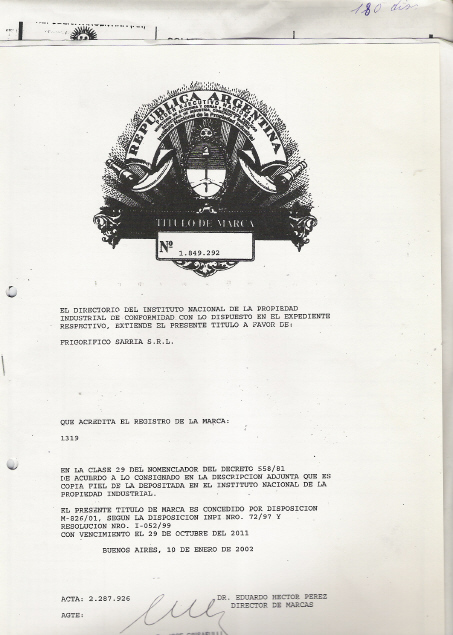 180 dis
REPUBLICA ARGENTINA
TITULO DE MARCA
Nº
1.849.292
EL DIRECTORIO DEL INSTITUTO NACIONAL DE LA PROPIEDAD
INDUSTRIAL DE CONFORMIDAD CON LO DISPUESTO EN EL EXPEDIENTE
RESPECTIVO, EXTIENDE EL PRESENTE TITULO A FAVOR DE:
FRIGORIFICO SARRIA S.R.L.
QUE ACREDITA EL REGISTRO DE LA MARCA:
1319
EN LA CLASE 29 DEL NOMENCLADOR DEL DECRETO 558/81
DE ACUERDO A LO CONSIGNADO EN LA DESCRIPCION ADJUNTA QUE ES
COPIA FIEL DE LA DEPOSITADA EN EL INSTITUTO NACIONAL DE LA
PROPIEDAD INDUSTRIAL.
EL PRESENTE TITULO DE MARCA ES CONCEDIDO POR DISPOSICION
M-826/01, SEGUN LA DISPOSICION INPI NRO. 72/97 Y
RESOLUCION NRO. I-052/99
CON VENCIMIENTO EL 29 DE OCTUBRE DEL 2011
BUENOS AIRES, 10 DE ENERO DE 2002
ACTA: 2.287.926
DR. EDUARDO HECTOR PEREZ
DIRECTOR DE MARCAS
AGTE: